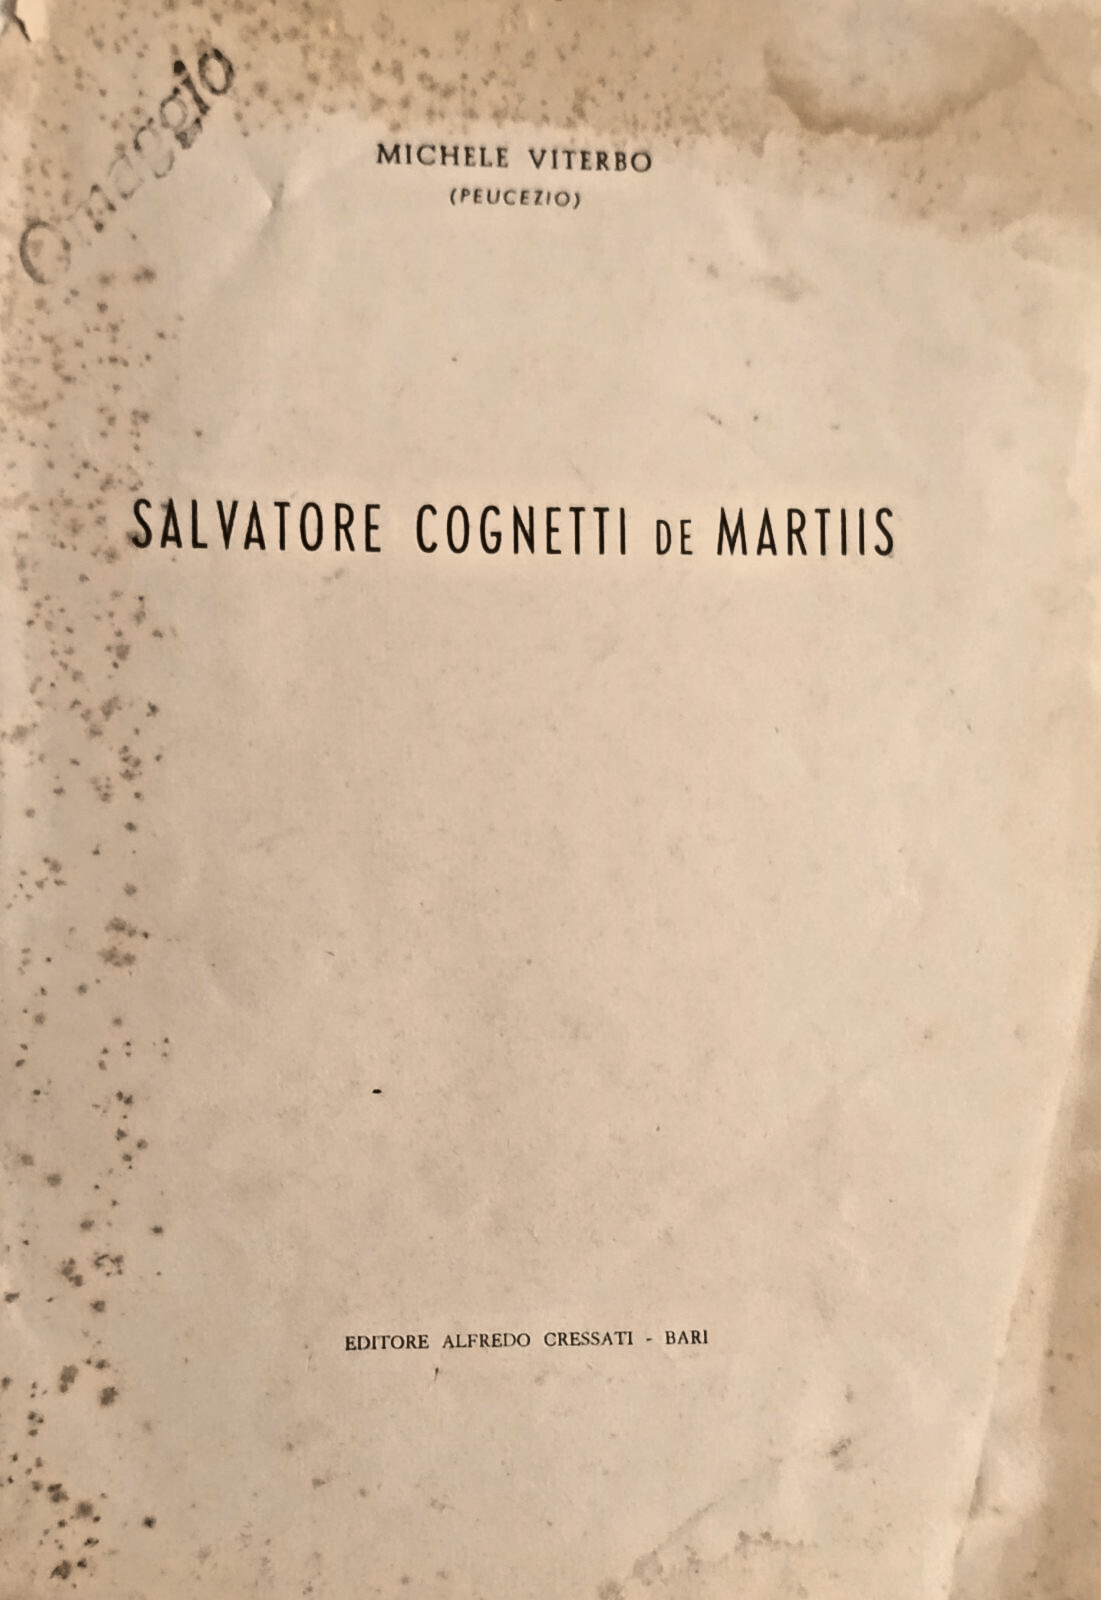 Omaggio
MICHELE VITERBO
(PEUCEZIO)
SALVATORE COGNETTI DE MARTIIS
EDITORE ALFREDO CRESSATI - BARI